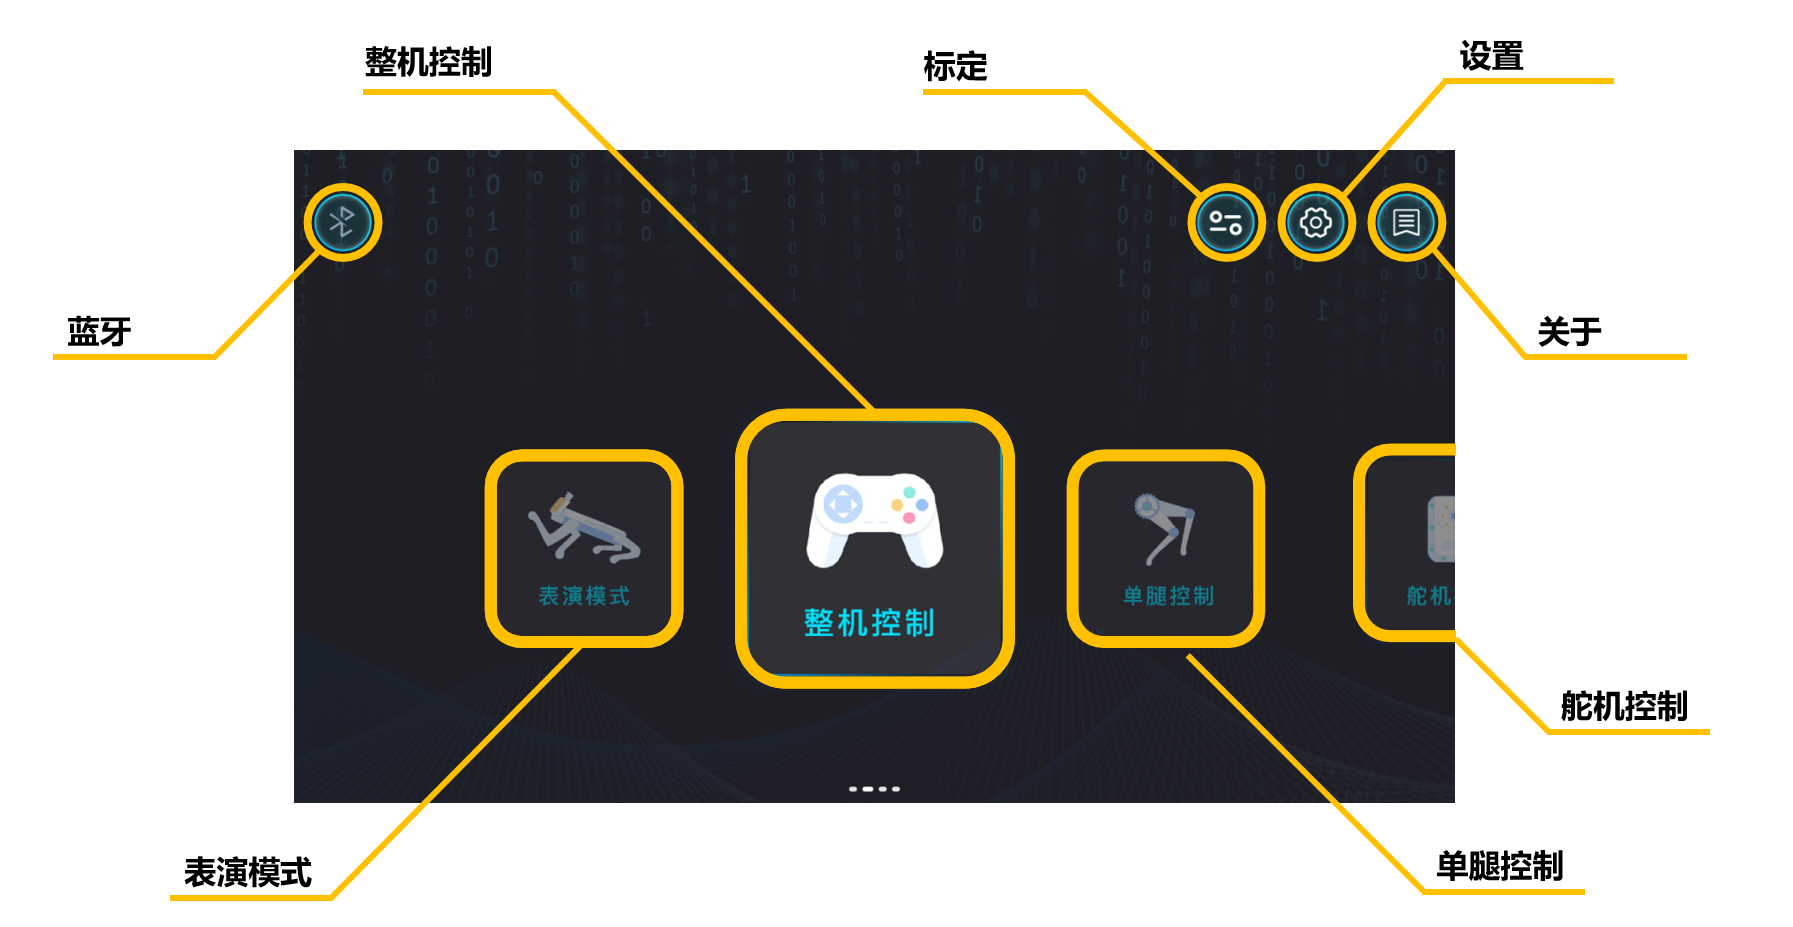 整机控制
标定
设置
蓝牙
关于
表演模式
整机控制
单腿控制
舵机
舵机控制
表演模式
单腿控制